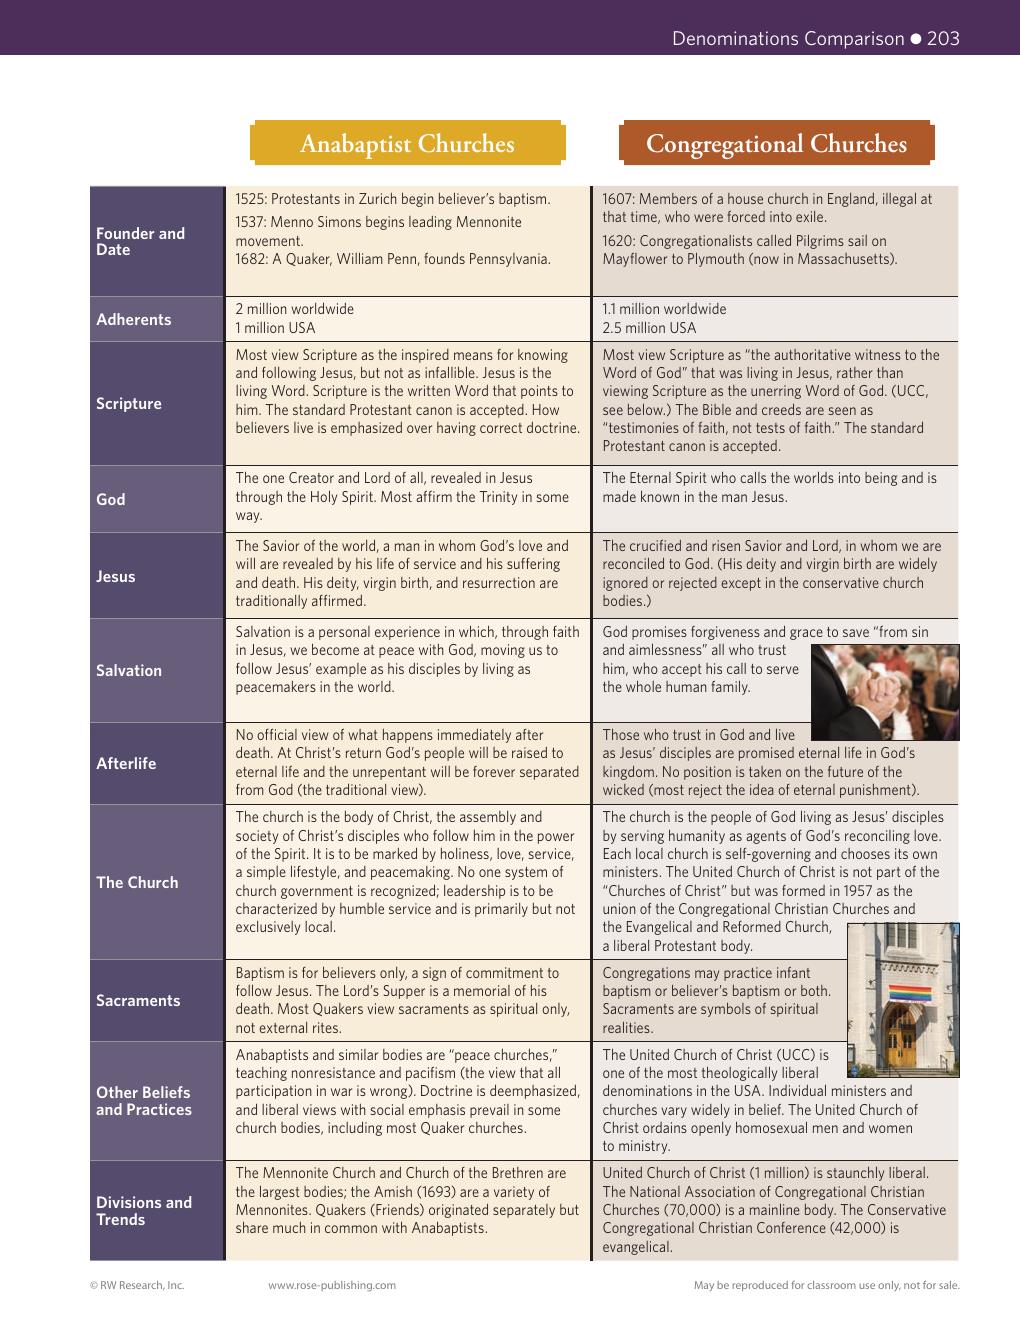 Denominations Comparison ● 203
Anabaptist Churches
Congregational Churches
Founder and
Date
1525: Protestants in Zurich begin believer's baptism.
1537: Menno Simons begins leading Mennonite
movement.
1682: A Quaker, William Penn, founds Pennsylvania.
1607: Members of a house church in England, illegal at
that time, who were forced into exile.
1620: Congregationalists called Pilgrims sail on
Mayflower to Plymouth (now in Massachusetts).
Adherents
2 million worldwide
1 million USA
1.1 million worldwide
2.5 million USA
Scripture
Most view Scripture as the inspired means for knowing
and following Jesus, but not as infallible. Jesus is the
living Word. Scripture is the written Word that points to
him. The standard Protestant canon is accepted. How
believers live is emphasized over having correct doctrine.
Most view Scripture as “the authoritative witness to the
Word of God” that was living in Jesus, rather than
viewing Scripture as the unerring Word of God. (UCC,
see below.) The Bible and creeds are seen as
“testimonies of faith, not tests of faith.” The standard
Protestant canon is accepted.
God
The one Creator and Lord of all, revealed in Jesus
through the Holy Spirit. Most affirm the Trinity in some
way.
The Eternal Spirit who calls the worlds into being and is
made known in the man Jesus.
Jesus
The Savior of the world, a man in whom God's love and
will are revealed by his life of service and his suffering
and death. His deity, virgin birth, and resurrection are
traditionally affirmed.
The crucified and risen Savior and Lord, in whom we are
reconciled to God. (His deity and virgin birth are widely
ignored or rejected except in the conservative church
bodies.)
Salvation
Salvation is a personal experience in which, through faith
in Jesus, we become at peace with God, moving us to
follow Jesus' example as his disciples by living as
peacemakers in the world.
God promises forgiveness and grace to save “from sin
and aimlessness” all who trust
him, who accept his call to serve
the whole human family.
Afterlife
No official view of what happens immediately after
death. At Christ's return God's people will be raised to
eternal life and the unrepentant will be forever separated
from God (the traditional view).
Those who trust in God and live
as Jesus' disciples are promised eternal life in God's
kingdom. No position is taken on the future of the
wicked (most reject the idea of eternal punishment).
The Church
The church is the body of Christ, the assembly and
society of Christ's disciples who follow him in the power
of the Spirit. It is to be marked by holiness, love, service,
a simple lifestyle, and peacemaking. No one system of
church government is recognized; leadership is to be
characterized by humble service and is primarily but not
exclusively local.
The church is the people of God living as Jesus' disciples
by serving humanity as agents of God's reconciling love.
Each local church is self-governing and chooses its own
ministers. The United Church of Christ is not part of the
“Churches of Christ” but was formed in 1957 as the
union of the Congregational Christian Churches and
the Evangelical and Reformed Church,
a liberal Protestant body.
Sacraments
Baptism is for believers only, a sign of commitment to
follow Jesus. The Lord's Supper is a memorial of his
death. Most Quakers view sacraments as spiritual only,
not external rites.
Congregations may practice infant
baptism or believer's baptism or both.
Sacraments are symbols of spiritual
realities.
Other Beliefs
and Practices
Anabaptists and similar bodies are “peace churches,”
teaching nonresistance and pacifism (the view that all
participation in war is wrong). Doctrine is deemphasized,
and liberal views with social emphasis prevail in some
church bodies, including most Quaker churches.
The United Church of Christ (UCC) is
one of the most theologically liberal
denominations in the USA. Individual ministers and
churches vary widely in belief. The United Church of
Christ ordains openly homosexual men and women
to ministry.
Divisions and
Trends
The Mennonite Church and Church of the Brethren are
the largest bodies; the Amish (1693) are a variety of
Mennonites. Quakers (Friends) originated separately but
share much in common with Anabaptists.
United Church of Christ (1 million) is staunchly liberal.
The National Association of Congregational Christian
Churches (70,000) is a mainline body. The Conservative
Congregational Christian Conference (42,000) is
evangelical.
© RW Research, Inc.
www.rose-publishing.com
May be reproduced for classroom use only, not for sale.